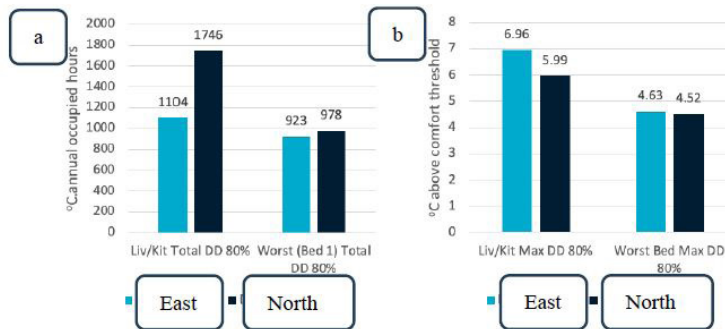 a
°C.annual occupied hours
2000
1800
1600
1400
1200
1000
800
600
400
200
0
1104
1746
923
978
Liv/Kit Total DD 80%
Worst (Bed 1) Total
DD 80%
East
North
b
°C above comfort threshold
8
7
6
5
4
3
2
1
0
6.96
5.99
4.63
4.52
Liv/Kit Max DD 80%
Worst Bed Max DD
80%
East
North